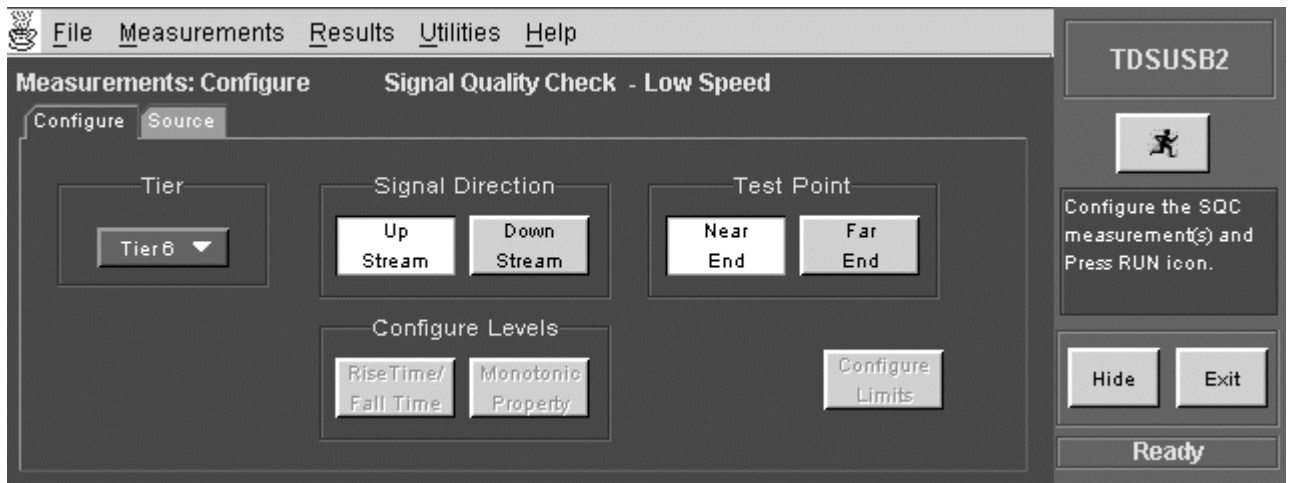 File Measurements Results Utilities Help
TDSUSB2
Measurements: Configure Signal Quality Check - Low Speed
Configure Source
Tier
Tier 6
Signal Direction
Up
Stream
Down
Stream
Test Point
Near
End
Far
End
Configure Levels
RiseTime/
Fall Time
Monotonic
Property
Configure
Limits
Configure the SQC
measurement(s) and
Press RUN icon.
Hide
Exit
Ready